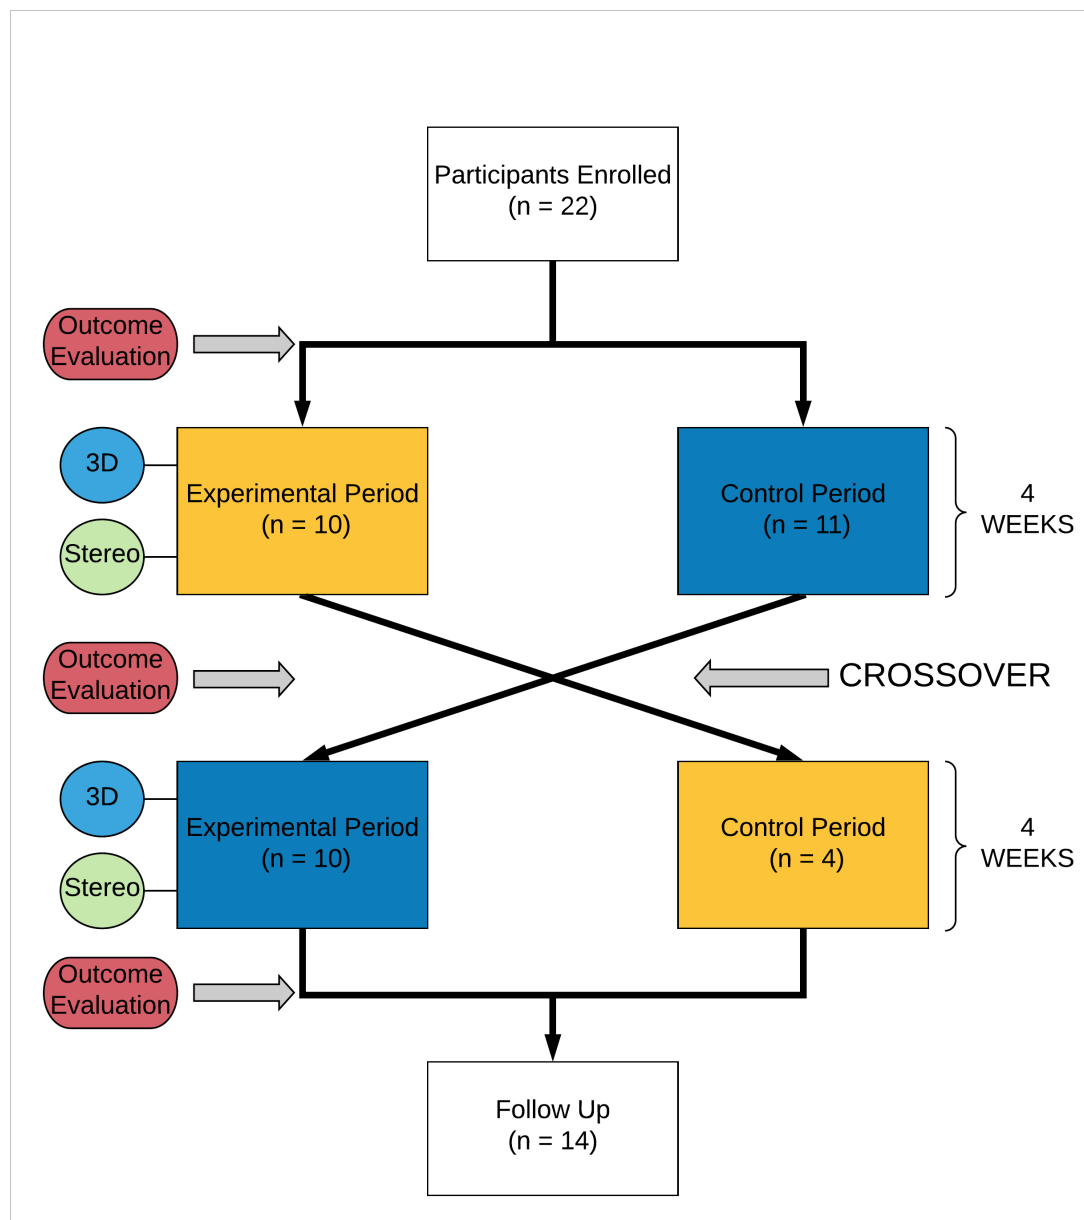 Participants Enrolled
(n = 22)
Outcome
Evaluation
3D
Stereo
Experimental Period
(n = 10)
Control Period
(n = 11)
4
WEEKS
Outcome
Evaluation
CROSSOVER
3D
Stereo
Experimental Period
(n = 10)
Control Period
(n = 4)
4
WEEKS
Outcome
Evaluation
Follow Up
(n = 14)